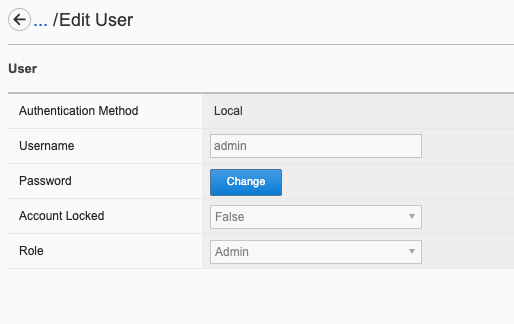 ... /Edit User
User
Authentication Method Local
Username admin
Password Change
Account Locked False
Role Admin